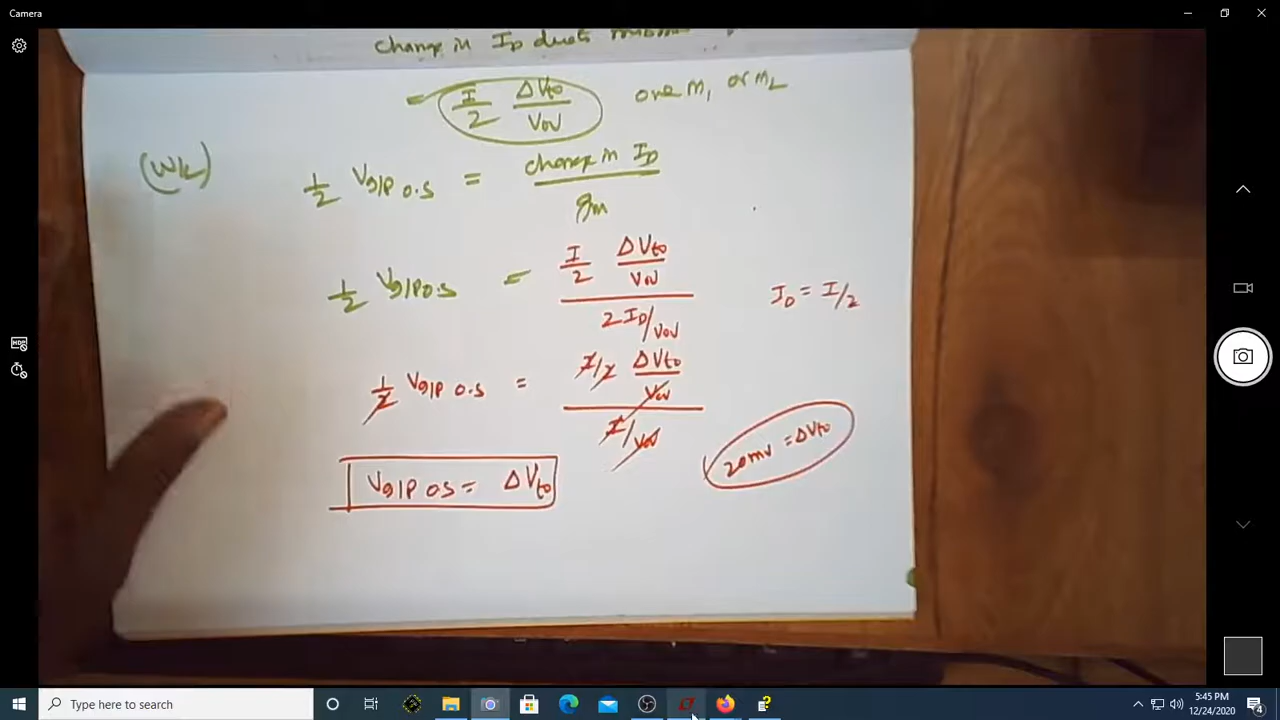 Camera
Change in ID due to
= I/2 ΔVto/VOV over M1 or M2
(W/L)
1/2 Vg/p o.s = change in ID / gm
1/2 Vg/p o.s = I/2 ΔVto/VOV / 2ID/VOV
ID = I/2
1/2 Vg/p o.s = I/2 ΔVto/VOV / I/VOV
20mV = ΔVto
Vg/p os = ΔVto
Type here to search
5:45 PM
12/24/2020
4